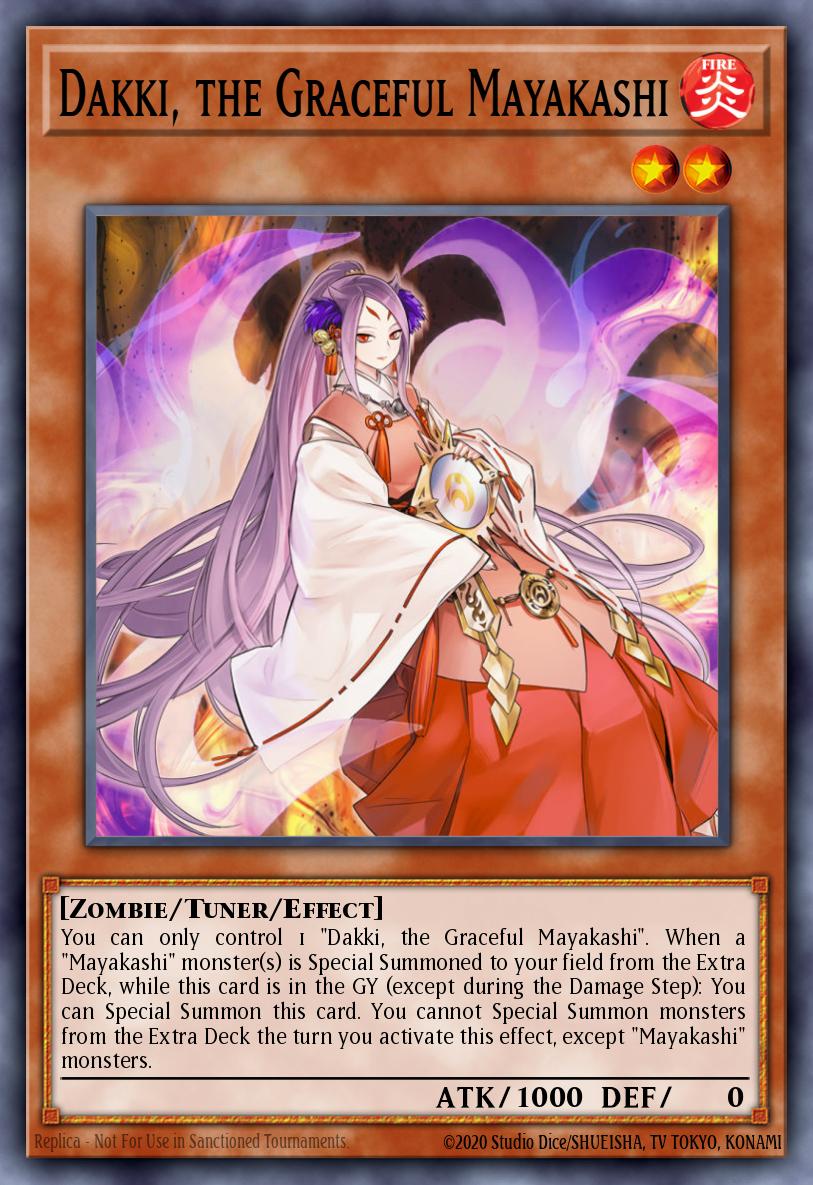 Dakki, the Graceful Mayakashi
FIRE
炎
[Zombie/Tuner/Effect]
You can only control 1 "Dakki, the Graceful Mayakashi". When a
"Mayakashi" monster(s) is Special Summoned to your field from the Extra
Deck, while this card is in the GY (except during the Damage Step): You
can Special Summon this card. You cannot Special Summon monsters
from the Extra Deck the turn you activate this effect, except "Mayakashi"
monsters.
ATK/1000 DEF/ 0
Replica - Not For Use in Sanctioned Tournaments.
©2020 Studio Dice/SHUEISHA, TV TOKYO, KONAMI